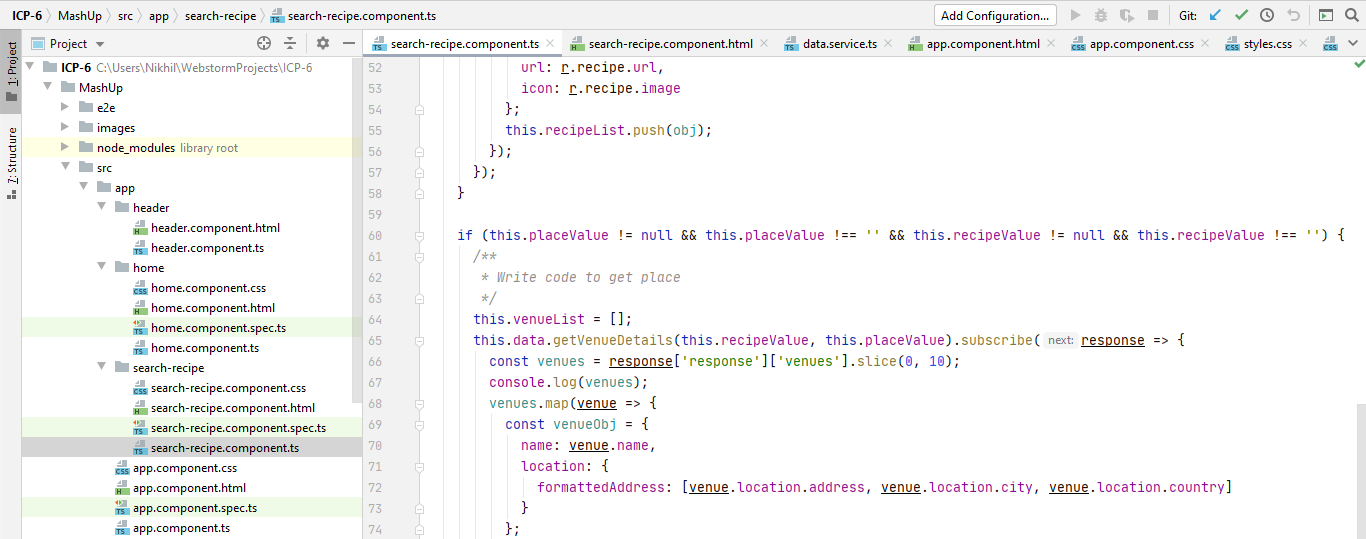 ICP-6 MashUp src app search-recipe search-recipe.component.ts Add Configuration... Git:
1: Project
7: Structure
Project
ICP-6 C:\Users\Nikhil\WebstormProjects\ICP-6
MashUp
e2e
images
node_modules library root
src
app
header
header.component.html
header.component.ts
home
home.component.css
home.component.html
home.component.spec.ts
home.component.ts
search-recipe
search-recipe.component.css
search-recipe.component.html
search-recipe.component.spec.ts
search-recipe.component.ts
app.component.css
app.component.html
app.component.spec.ts
app.component.ts
search-recipe.component.ts search-recipe.component.html data.service.ts app.component.html app.component.css styles.css
52 url: r.recipe.url,
53 icon: r.recipe.image
54 };
55 this.recipeList.push(obj);
56 });
57 });
58 }
59
60 if (this.placeValue != null && this.placeValue !== '' && this.recipeValue != null && this.recipeValue !== '') {
61 /**
62 * Write code to get place
63 */
64 this.venueList = [];
65 this.data.getVenueDetails(this.recipeValue, this.placeValue).subscribe( next: response => {
66 const venues = response['response']['venues'].slice(0, 10);
67 console.log(venues);
68 venues.map(venue => {
69 const venueObj = {
70 name: venue.name,
71 location: {
72 formattedAddress: [venue.location.address, venue.location.city, venue.location.country]
73 }
74 };